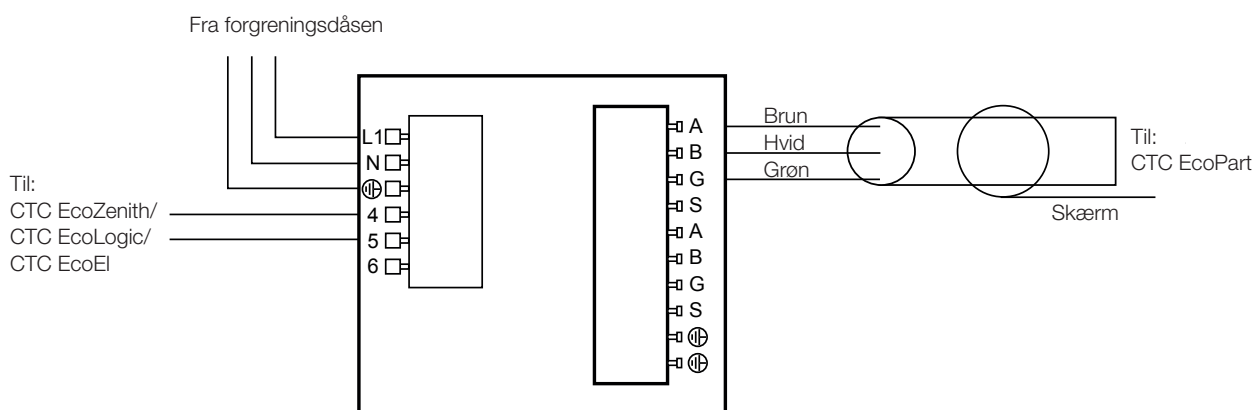 Fra forgreningsdåsen
L1
N
4
5
6
Til:
CTC EcoZenith/
CTC EcoLogic/
CTC EcoEl
A
B
G
S
A
B
G
S
Brun
Hvid
Grøn
Skærm
Til:
CTC EcoPart